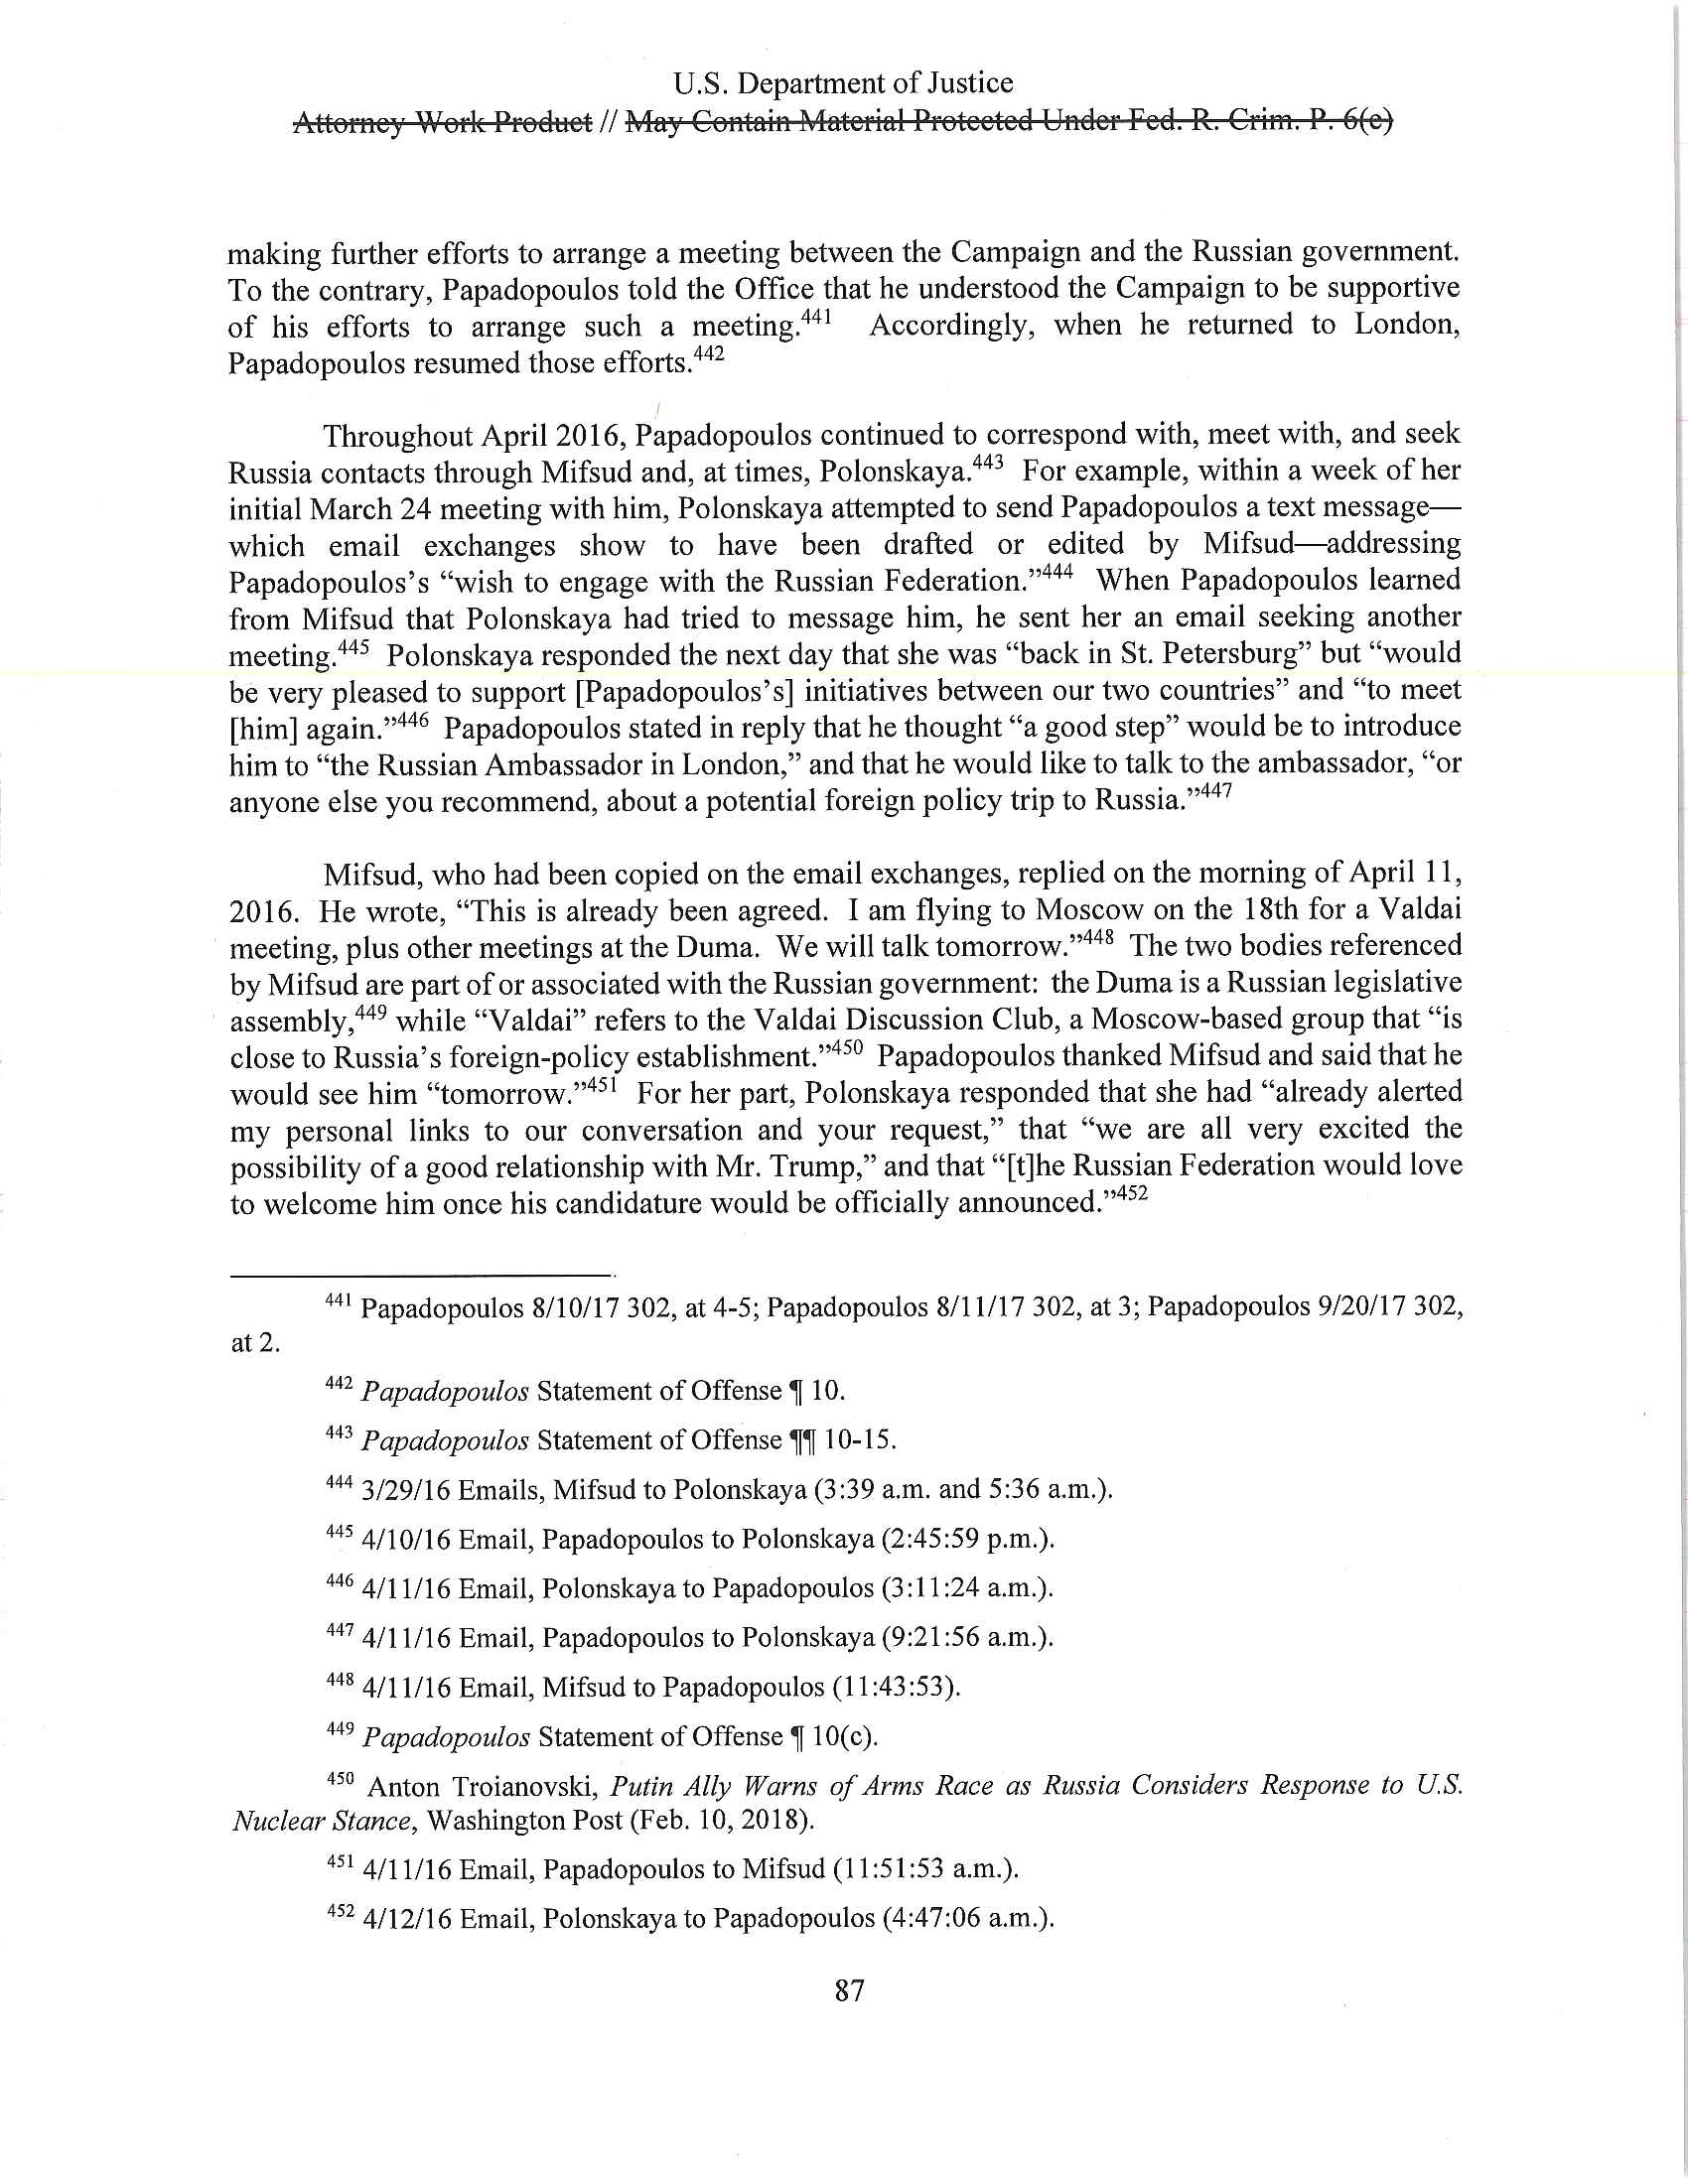 U.S. Department of Justice
Attorney Work Product // May Contain Material Protected Under Fed. R. Crim. P. 6(e)
making further efforts to arrange a meeting between the Campaign and the Russian government.
To the contrary, Papadopoulos told the Office that he understood the Campaign to be supportive
of his efforts to arrange such a meeting.441 Accordingly, when he returned to London,
Papadopoulos resumed those efforts.442
Throughout April 2016, Papadopoulos continued to correspond with, meet with, and seek
Russia contacts through Mifsud and, at times, Polonskaya.443 For example, within a week of her
initial March 24 meeting with him, Polonskaya attempted to send Papadopoulos a text message—
which email exchanges show to have been drafted or edited by Mifsud—addressing
Papadopoulos’s “wish to engage with the Russian Federation.”444 When Papadopoulos learned
from Mifsud that Polonskaya had tried to message him, he sent her an email seeking another
meeting.445 Polonskaya responded the next day that she was “back in St. Petersburg” but “would
be very pleased to support [Papadopoulos’s] initiatives between our two countries” and “to meet
[him] again.”446 Papadopoulos stated in reply that he thought “a good step” would be to introduce
him to “the Russian Ambassador in London,” and that he would like to talk to the ambassador, “or
anyone else you recommend, about a potential foreign policy trip to Russia.”447
Mifsud, who had been copied on the email exchanges, replied on the morning of April 11,
2016. He wrote, “This is already been agreed. I am flying to Moscow on the 18th for a Valdai
meeting, plus other meetings at the Duma. We will talk tomorrow.”448 The two bodies referenced
by Mifsud are part of or associated with the Russian government: the Duma is a Russian legislative
assembly,449 while “Valdai” refers to the Valdai Discussion Club, a Moscow-based group that “is
close to Russia’s foreign-policy establishment.”450 Papadopoulos thanked Mifsud and said that he
would see him “tomorrow.”451 For her part, Polonskaya responded that she had “already alerted
my personal links to our conversation and your request,” that “we are all very excited the
possibility of a good relationship with Mr. Trump,” and that “[t]he Russian Federation would love
to welcome him once his candidature would be officially announced.”452
441 Papadopoulos 8/10/17 302, at 4-5; Papadopoulos 8/11/17 302, at 3; Papadopoulos 9/20/17 302,
at 2.
442 Papadopoulos Statement of Offense ¶ 10.
443 Papadopoulos Statement of Offense ¶¶ 10-15.
444 3/29/16 Emails, Mifsud to Polonskaya (3:39 a.m. and 5:36 a.m.).
445 4/10/16 Email, Papadopoulos to Polonskaya (2:45:59 p.m.).
446 4/11/16 Email, Polonskaya to Papadopoulos (3:11:24 a.m.).
447 4/11/16 Email, Papadopoulos to Polonskaya (9:21:56 a.m.).
448 4/11/16 Email, Mifsud to Papadopoulos (11:43:53).
449 Papadopoulos Statement of Offense ¶ 10(c).
450 Anton Troianovski, Putin Ally Warns of Arms Race as Russia Considers Response to U.S.
Nuclear Stance, Washington Post (Feb. 10, 2018).
451 4/11/16 Email, Papadopoulos to Mifsud (11:51:53 a.m.).
452 4/12/16 Email, Polonskaya to Papadopoulos (4:47:06 a.m.).
87